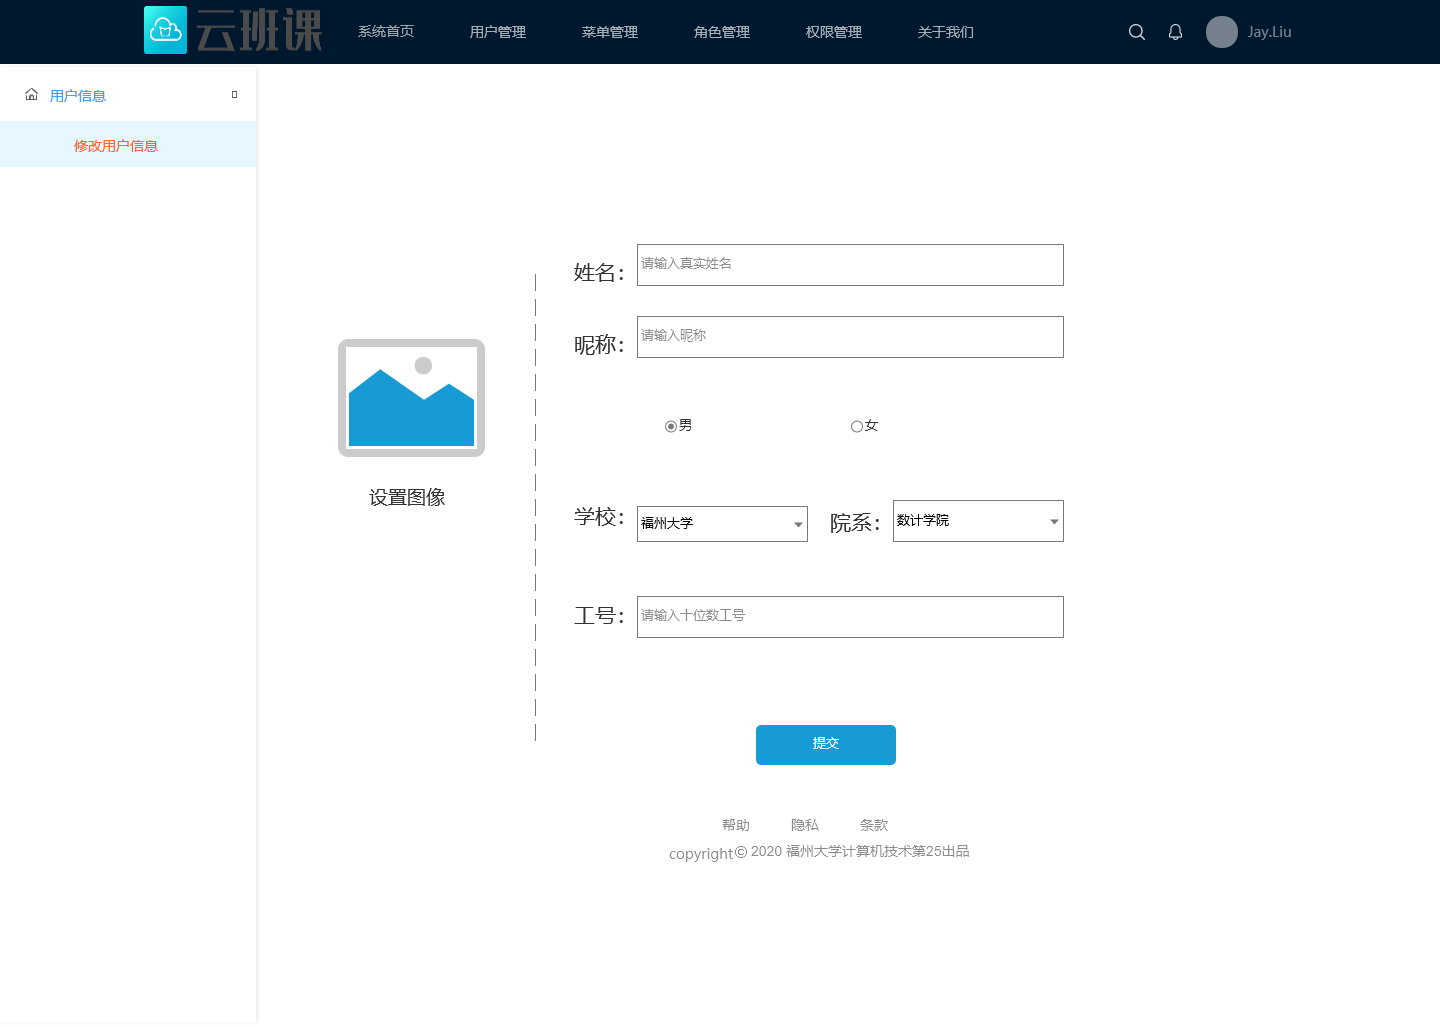 云班课
系统首页 用户管理 菜单管理 角色管理 权限管理 关于我们 Jay.Liu
用户信息
修改用户信息
姓名： 请输入真实姓名
昵称： 请输入昵称
男 女
设置图像
学校： 福州大学 院系： 数计学院
工号： 请输入十位数工号
提交
帮助 隐私 条款
copyright© 2020 福州大学计算机技术第25出品